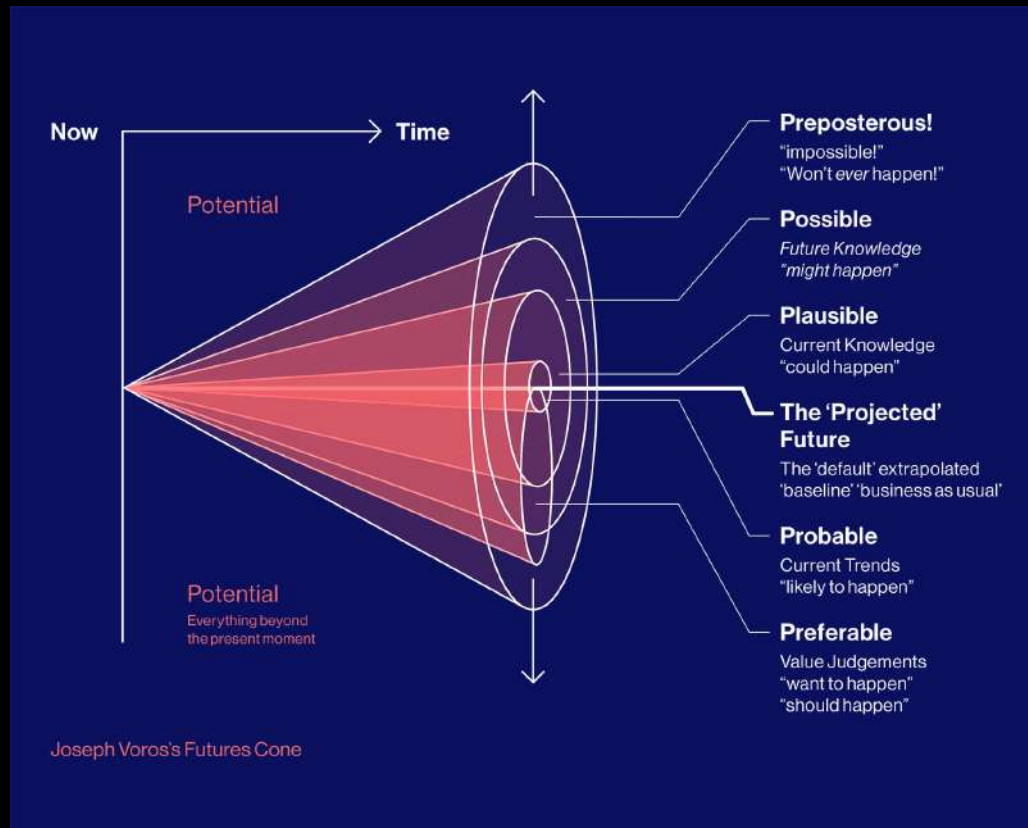 Now
Time
Potential
Preposterous!
“impossible!”
“Won’t ever happen!”
Possible
Future Knowledge
“might happen”
Plausible
Current Knowledge
“could happen”
The ‘Projected’
Future
The ‘default’ extrapolated
‘baseline’ ‘business as usual’
Probable
Current Trends
“likely to happen”
Preferable
Value Judgements
“want to happen”
“should happen”
Potential
Everything beyond
the present moment
Joseph Voros’s Futures Cone